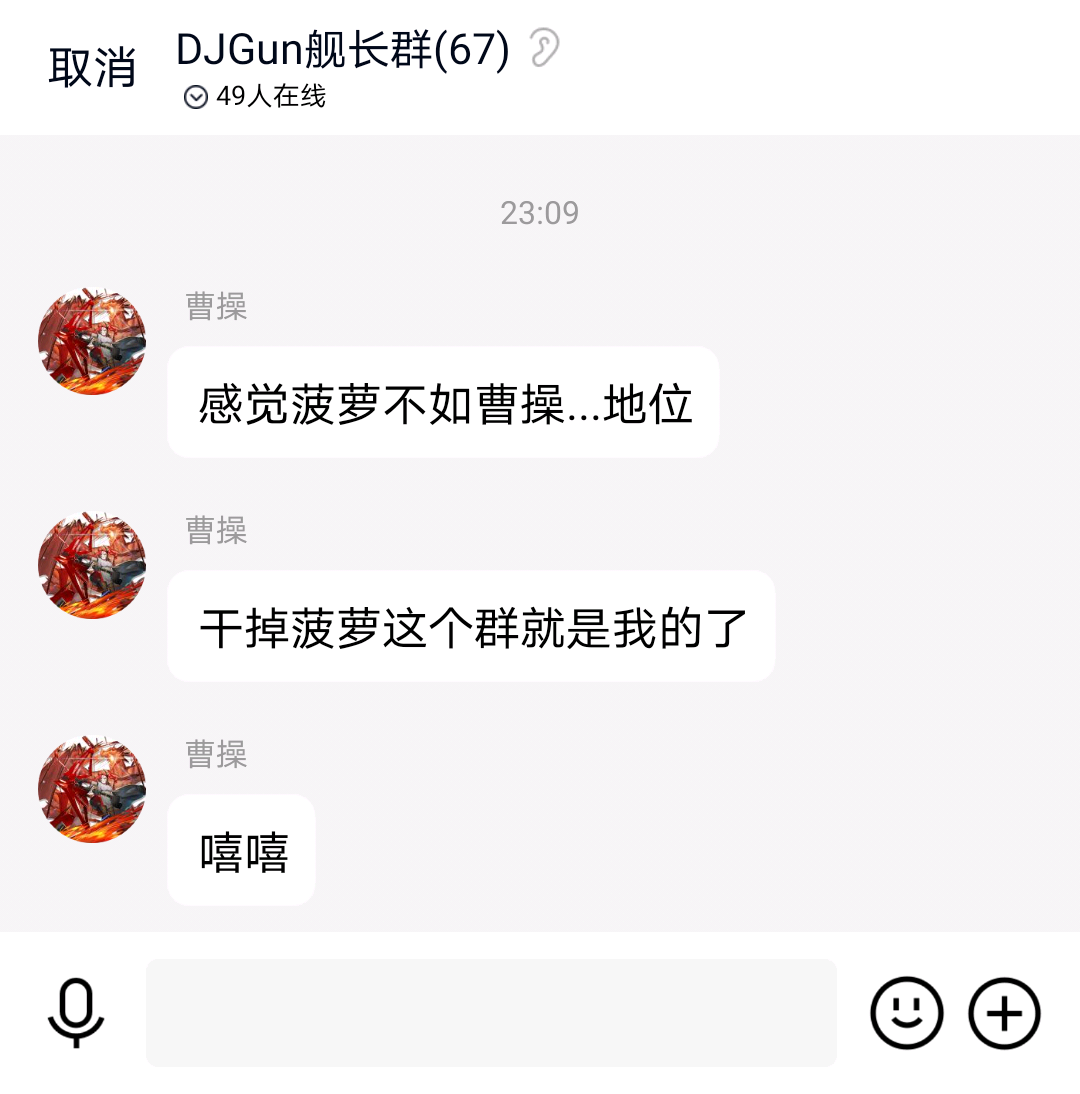 取消
DJGun舰长群(67)
49人在线
23:09
曹操
感觉菠萝不如曹操...地位
曹操
干掉菠萝这个群就是我的了
曹操
嘻嘻